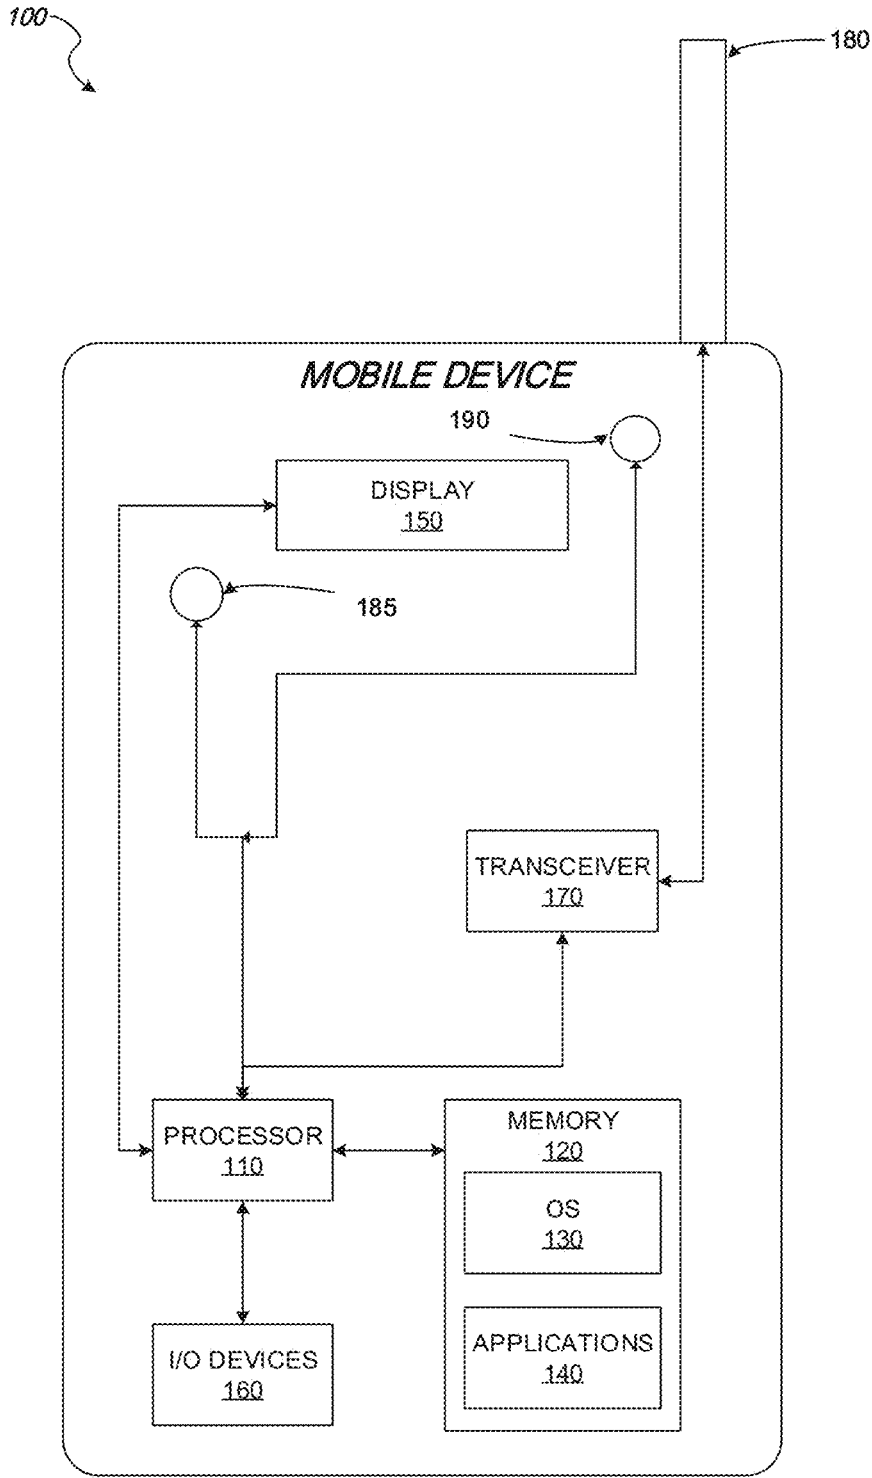 100
180
MOBILE DEVICE
190
DISPLAY
150
185
TRANSCEIVER
170
PROCESSOR
110
MEMORY
120
OS
130
I/O DEVICES
160
APPLICATIONS
140